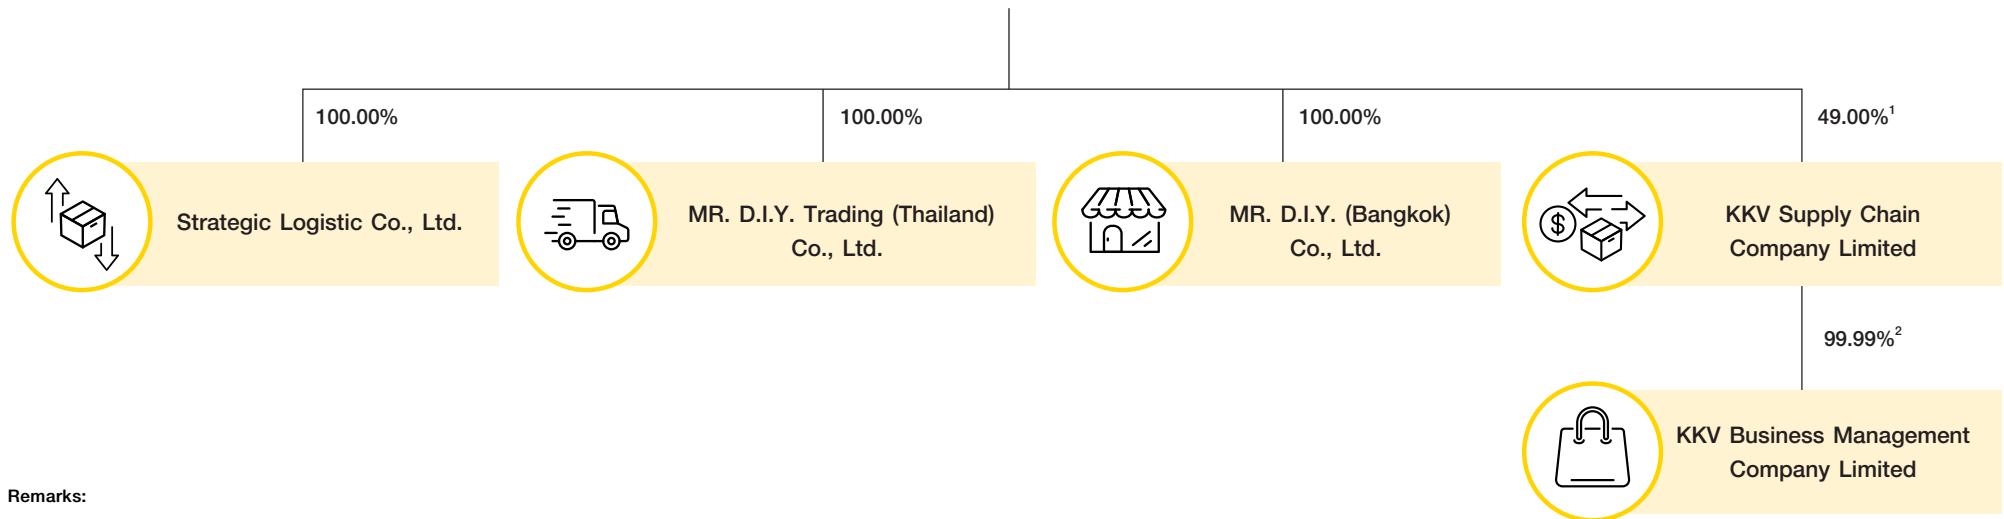 100.00%
100.00%
100.00%
49.00%¹
Strategic Logistic Co., Ltd.
MR. D.I.Y. Trading (Thailand)
Co., Ltd.
MR. D.I.Y. (Bangkok)
Co., Ltd.
$
KKV Supply Chain
Company Limited
99.99%²
KKV Business Management
Company Limited
Remarks: